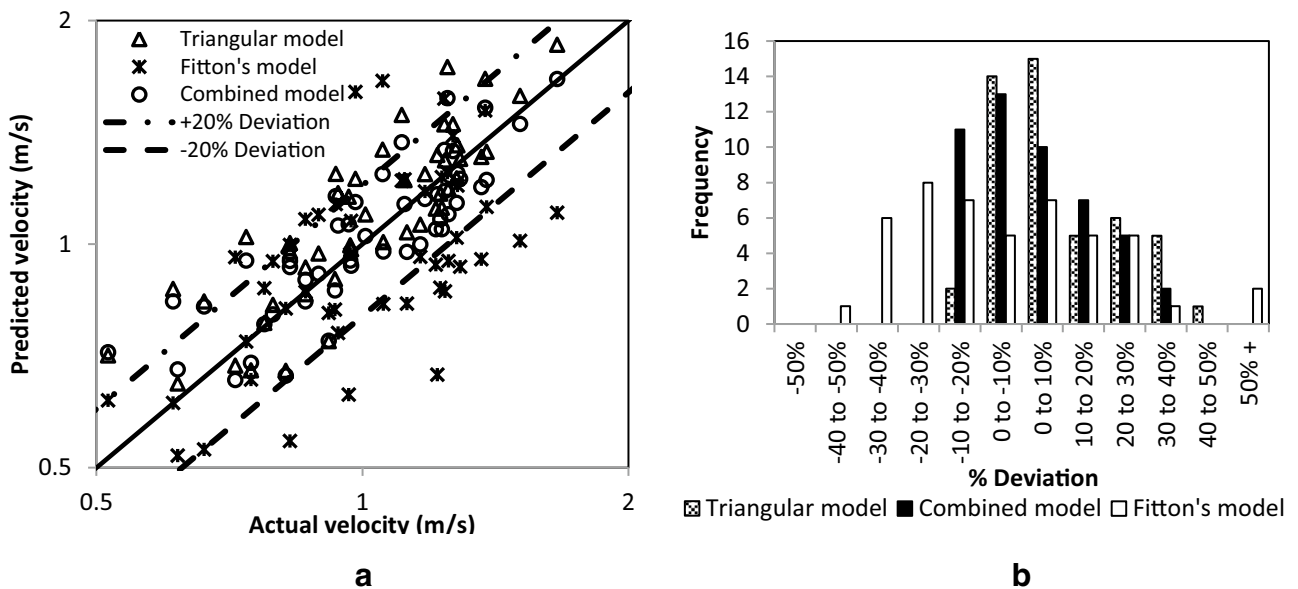 2
Triangular model
Fitton's model
Combined model
+20% Deviation
-20% Deviation
1
0.5
Predicted velocity (m/s)
0.5
1
2
Actual velocity (m/s)
a
16
14
12
10
8
6
4
2
0
Frequency
-50%
-40 to -50%
-30 to -40%
-20 to -30%
-10 to -20%
0 to -10%
0 to 10%
10 to 20%
20 to 30%
30 to 40%
40 to 50%
50% +
% Deviation
Triangular model Combined model Fitton's model
b